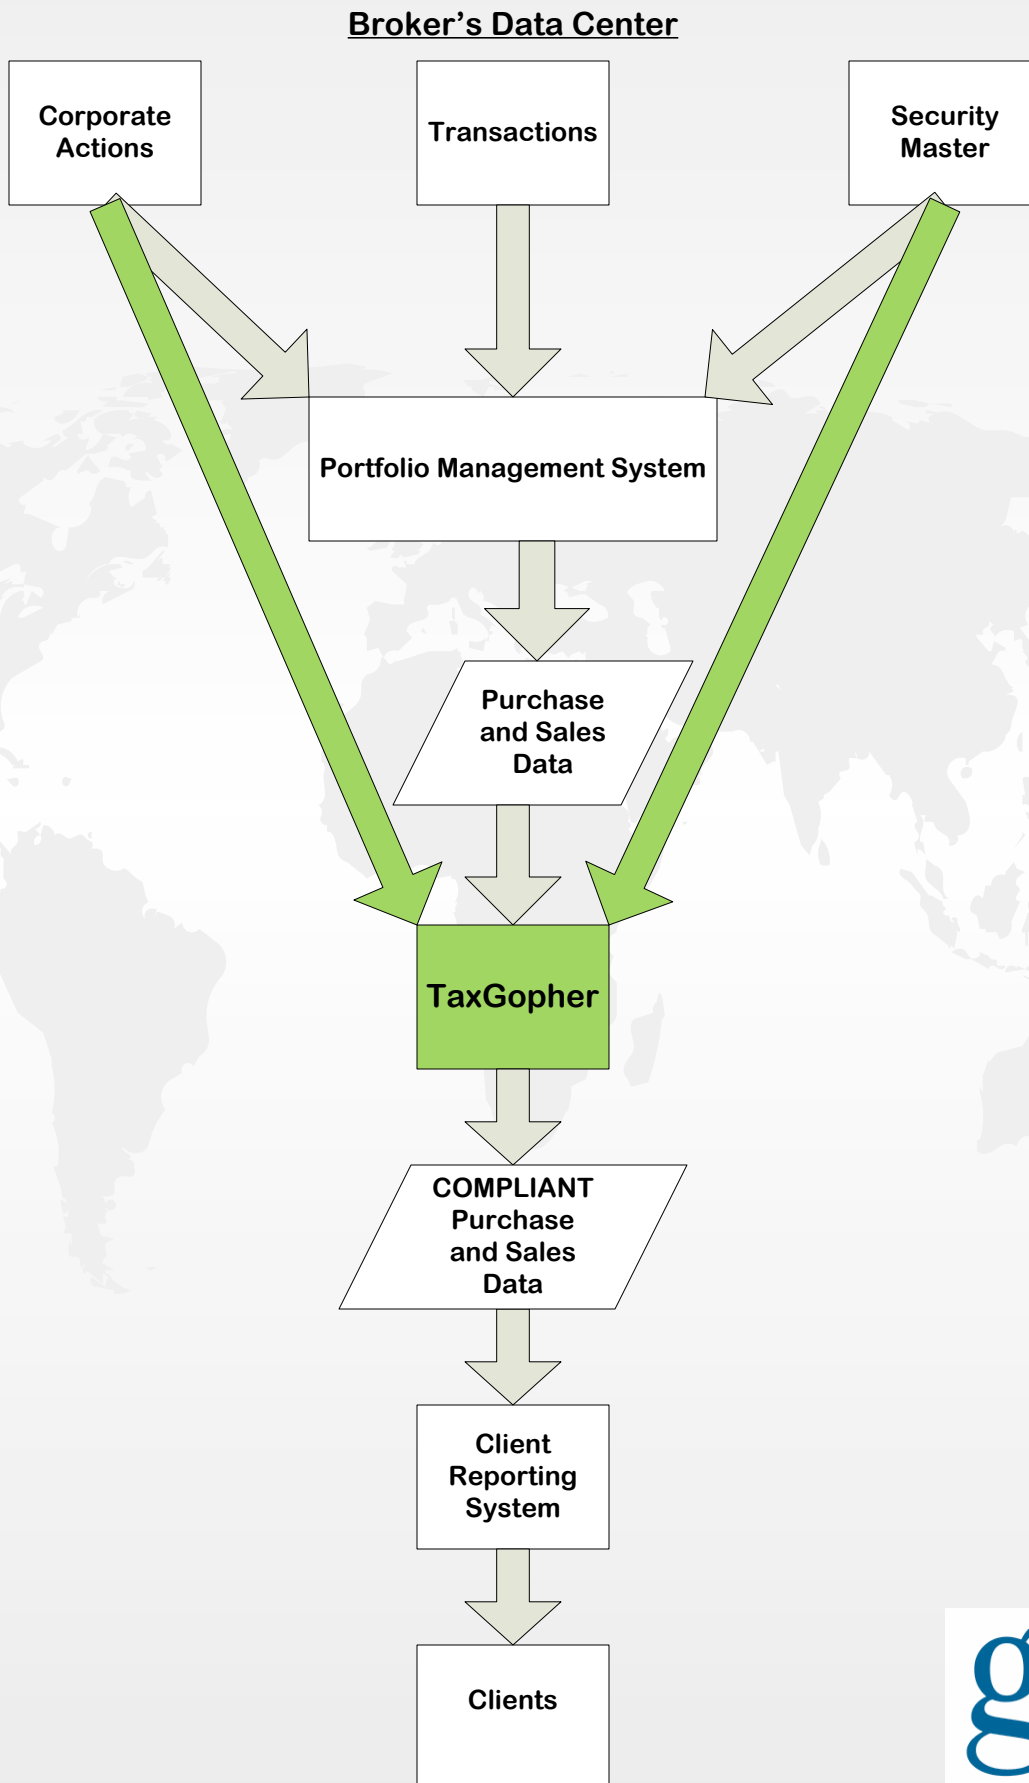 Broker's Data Center
Corporate
Actions
Transactions
Security
Master
Portfolio Management System
Purchase
and Sales
Data
TaxGopher
COMPLIANT
Purchase
and Sales
Data
Client
Reporting
System
Clients
g